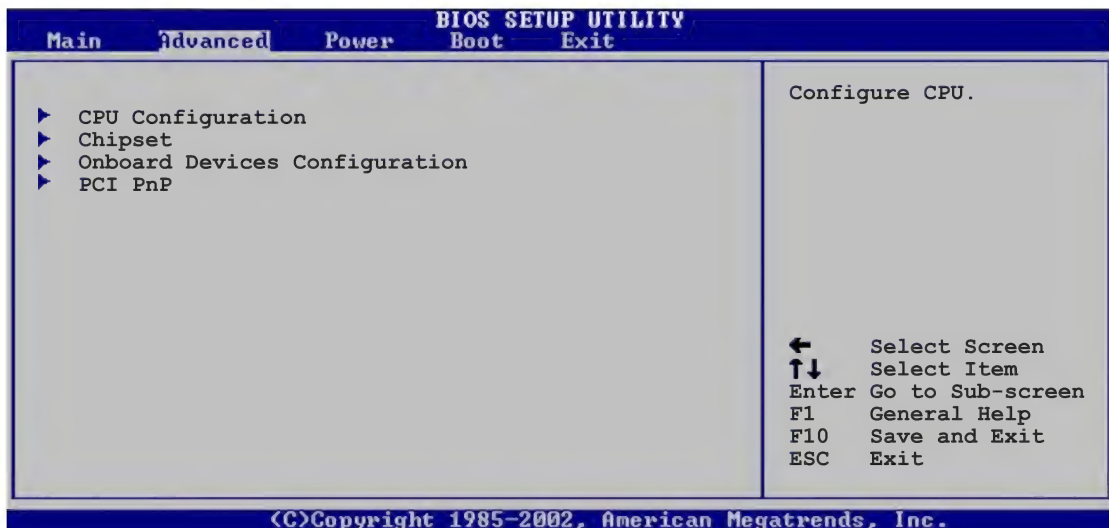 BIOS SETUP UTILITY
Main Advanced Power Boot Exit
CPU Configuration
Chipset
Onboard Devices Configuration
PCI PnP
Configure CPU.
← Select Screen
↑↓ Select Item
Enter Go to Sub-screen
F1 General Help
F10 Save and Exit
ESC Exit
(C)Copyright 1985-2002, American Megatrends, Inc.